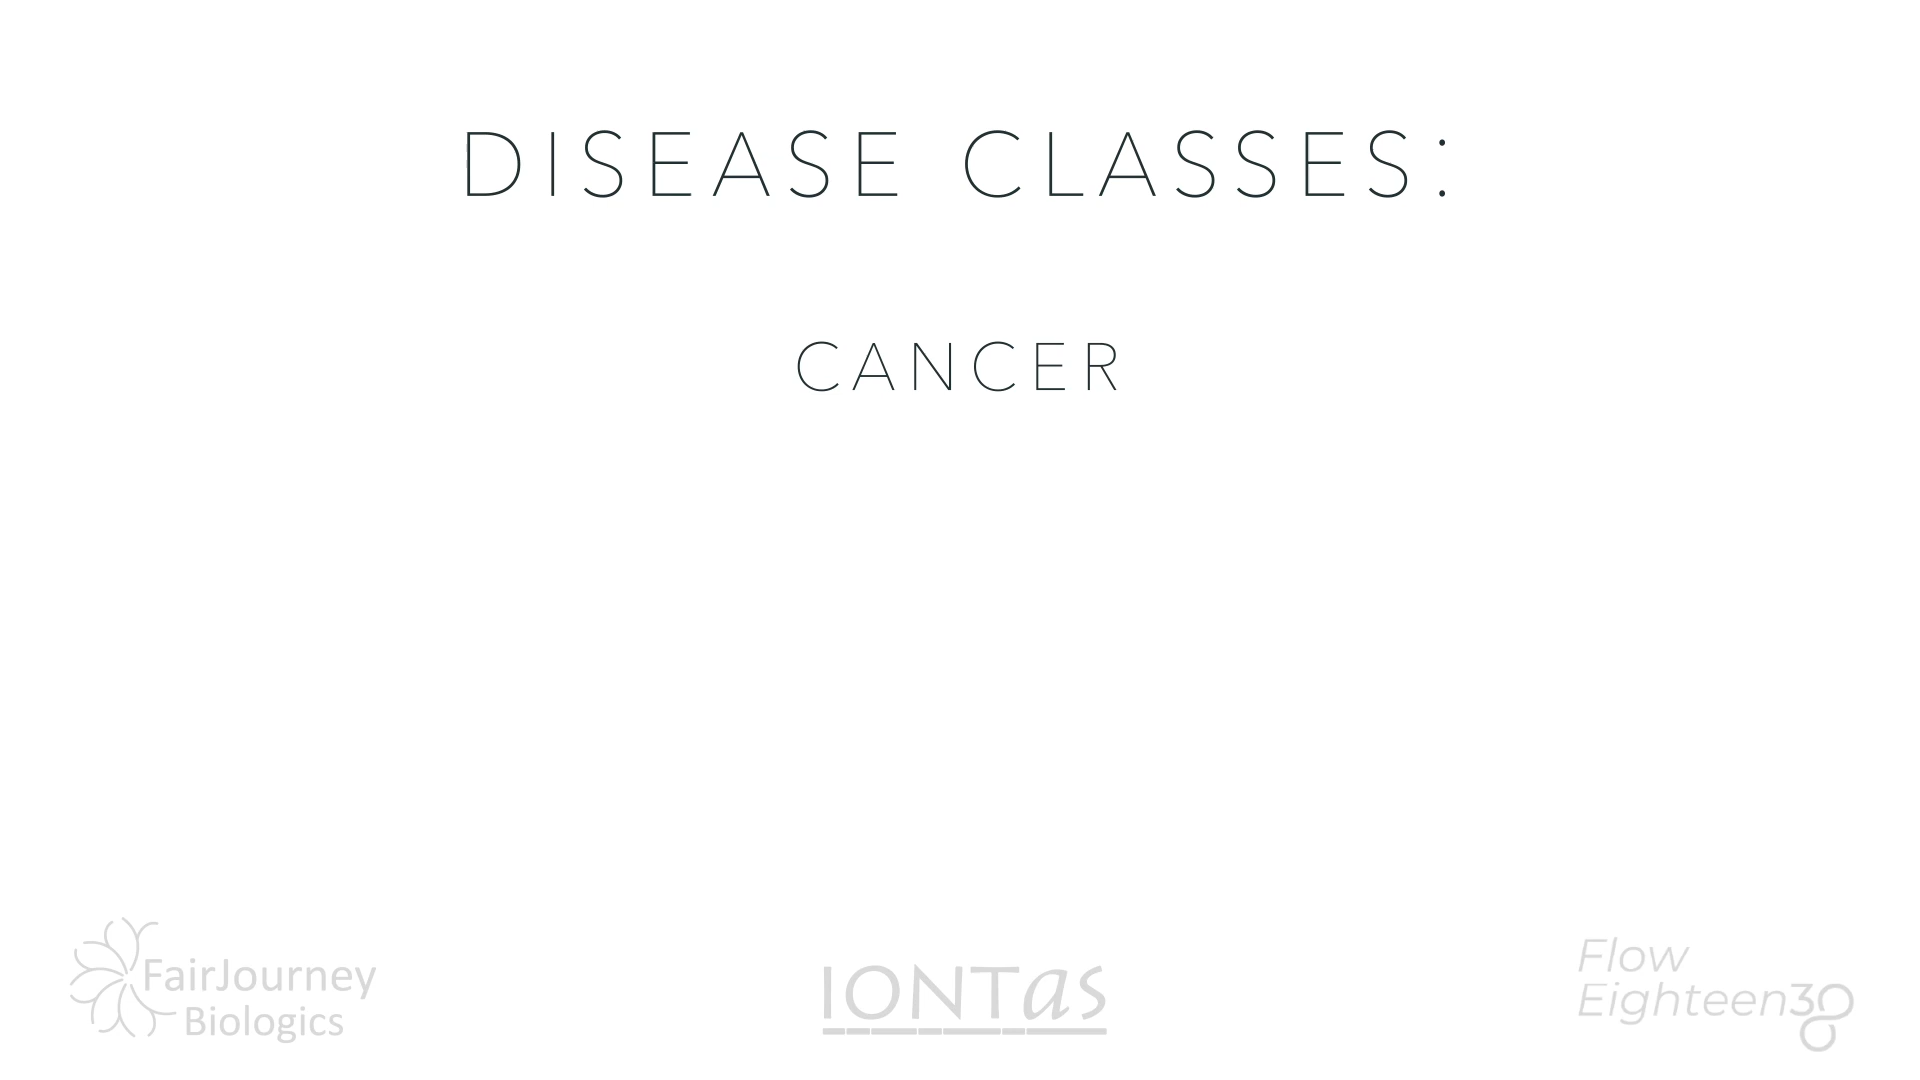 DISEASE CLASSES:
CANCER
FairJourney
Biologics
IONTAS
Flow
Eighteen38